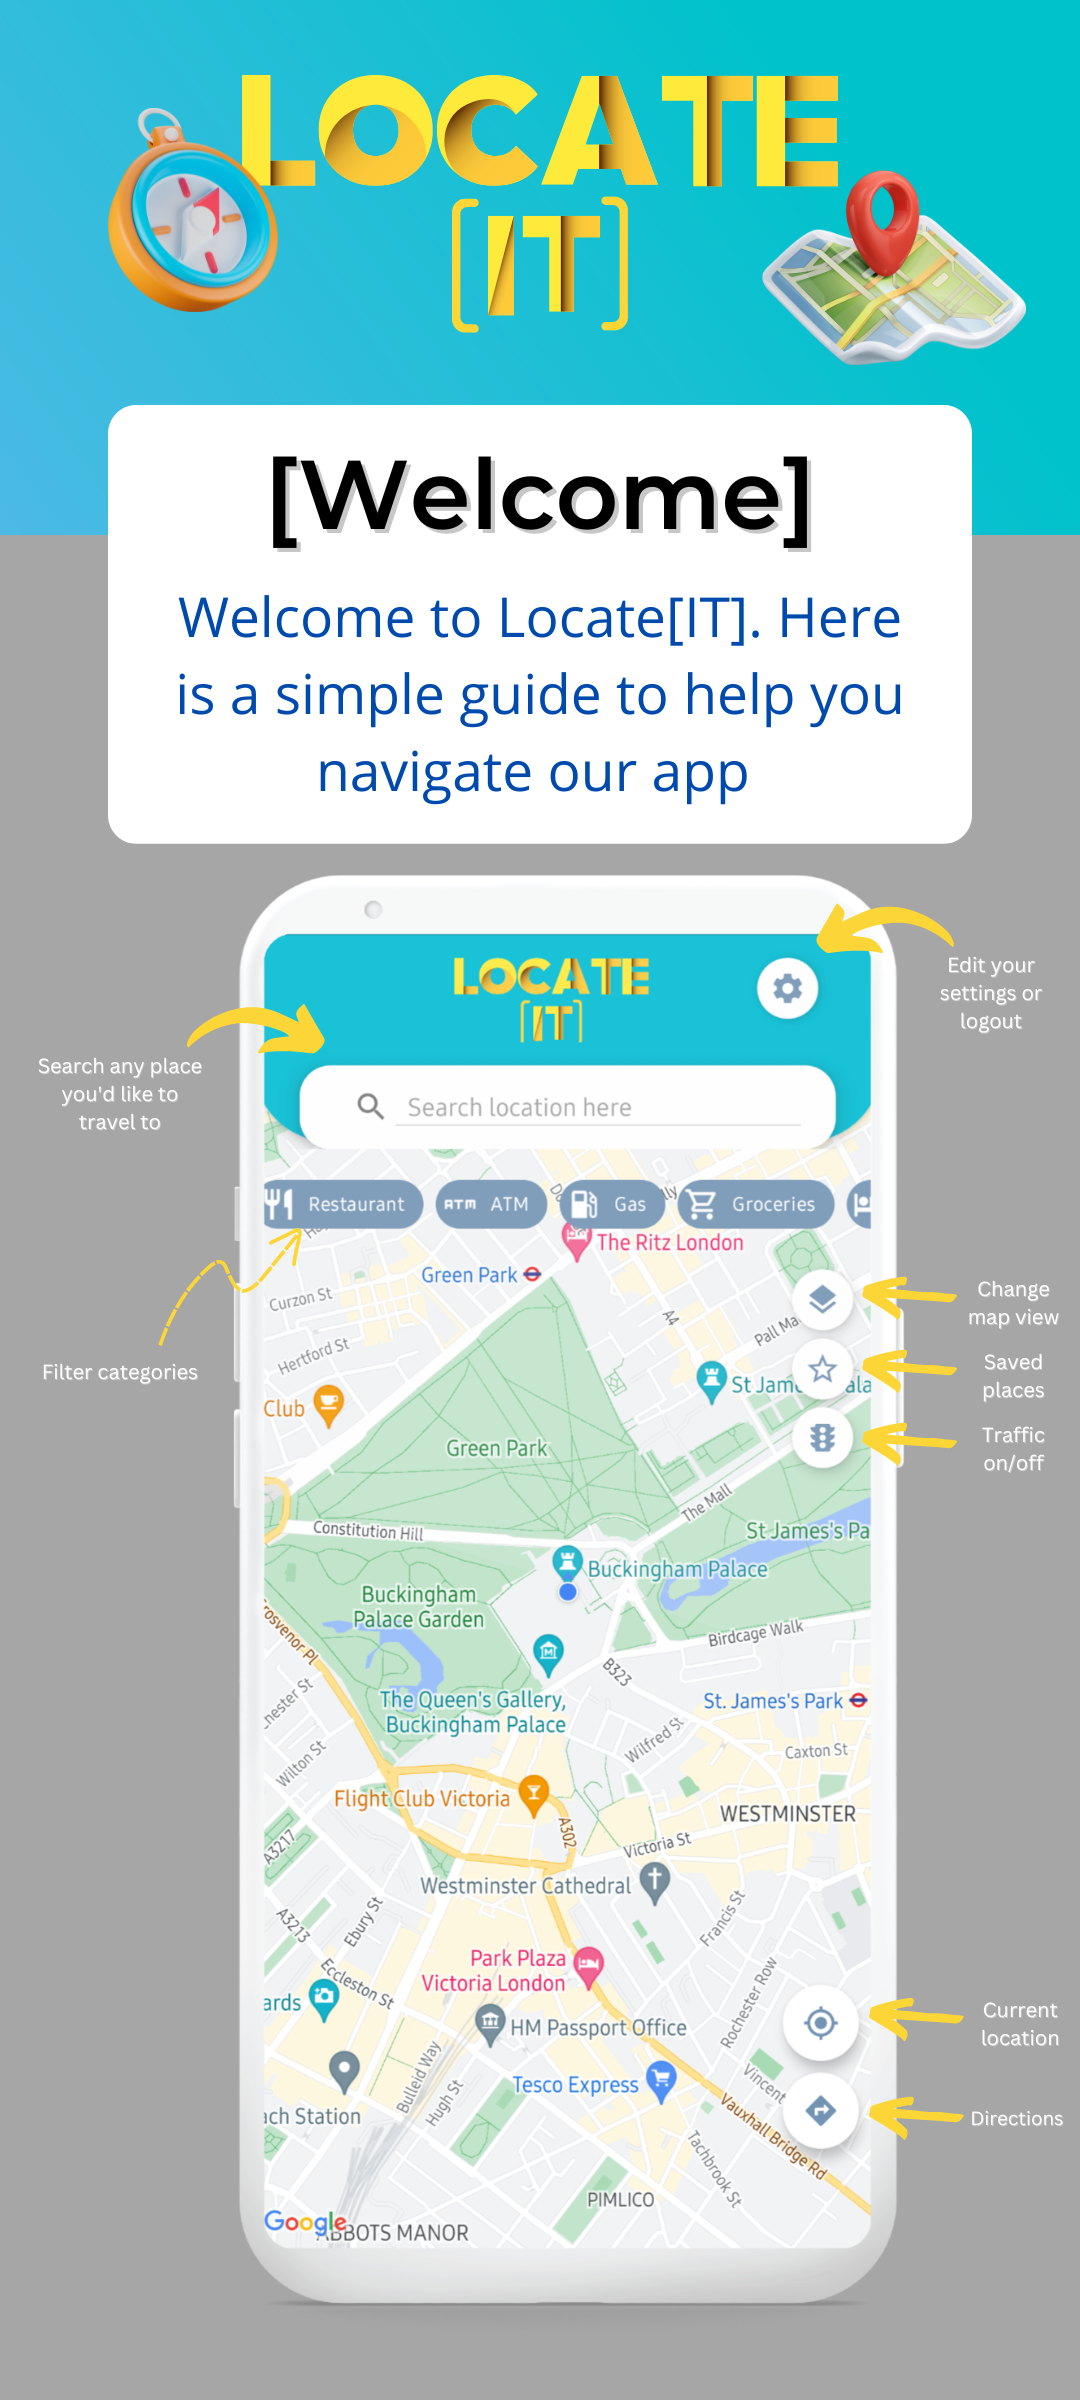 LOCATE
[IT]
[Welcome]
Welcome to Locate[IT]. Here
is a simple guide to help you
navigate our app
Edit your
settings or
logout
LOCATE
[IT]
Search any place
you'd like to
travel to
Search location here
Restaurant
ATM ATM
Gas
Groceries
The Ritz London
Green Park
Change
map view
Curzon St
A4
Pall Ma
Hertford St
Saved
places
Filter categories
St Jam
ala
Club
Green Park
Traffic
on/off
The Mall
Constitution Hill
St James's Pa
Buckingham Palace
Buckingham
Palace Garden
rosvenor Pl
Birdcage Walk
B323
The Queen's Gallery,
Buckingham Palace
St. James's Park
hester St
Wilfred St
Wilton St
Caxton St
Flight Club Victoria
WESTMINSTER
A302
A3217
Victoria St
Westminster Cathedral
A3213
Ebury St
Francis St
Park Plaza
Victoria London
Eccleston St
ards
Rochester Row
Current
location
HM Passport Office
Bulleid Way
Hugh St
Tesco Express
Vincent
ach Station
Vauxhall Bridge Rd
Directions
Tachbrook St
PIMLICO
Google
ABBOTS MANOR